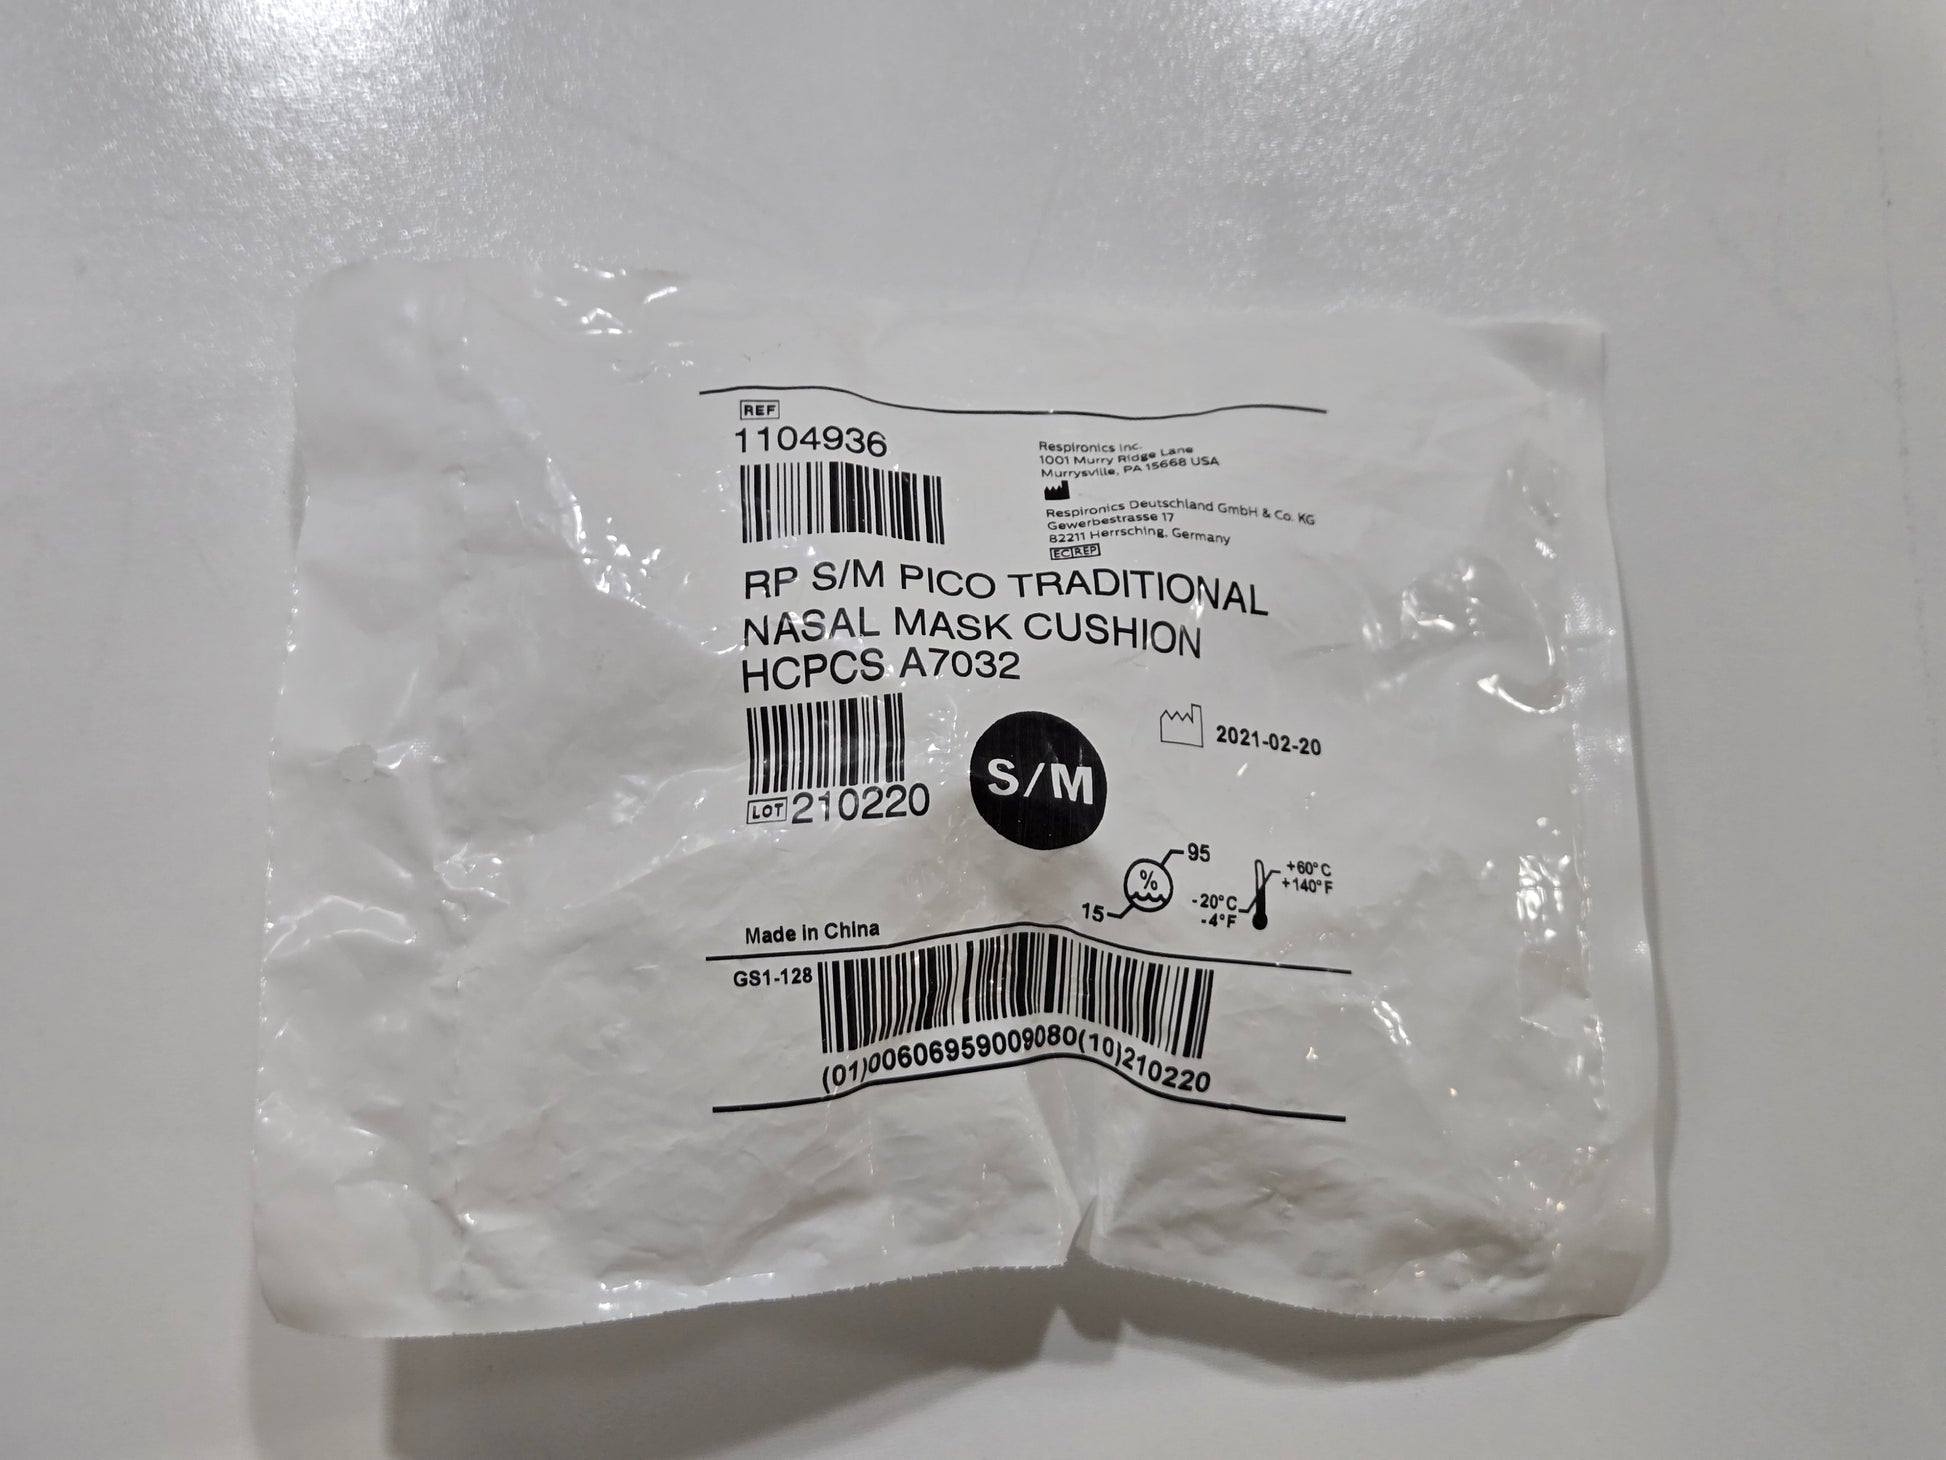 REF
1104936
Respironics Inc.
1001 Murry Ridge Lane
Murrysville, PA 15668 USA
Respironics Deutschland GmbH & Co. KG
Gewerbestrasse 17
82211 Herrsching, Germany
EC REP
RP S/M PICO TRADITIONAL
NASAL MASK CUSHION
HCPCS A7032
2021-02-20
S/M
LOT 210220
95
%
15
+60°C
+140°F
-20°C
-4°F
Made in China
GS1-128
(01)00606959009080(10)210220